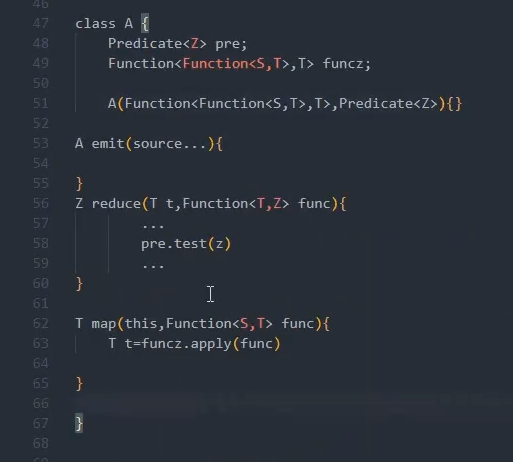 46
47 class A {
48     Predicate<Z> pre;
49     Function<Function<S,T>,T> funcz;
50
51     A(Function<Function<S,T>,T>,Predicate<Z>){}
52
53 A emit(source...){
54
55 }
56 Z reduce(T t,Function<T,Z> func){
57         ...
58         pre.test(z)
59         ...
60 }
61
62 T map(this,Function<S,T> func){
63     T t=funcz.apply(func)
64
65 }
66
67 }
68